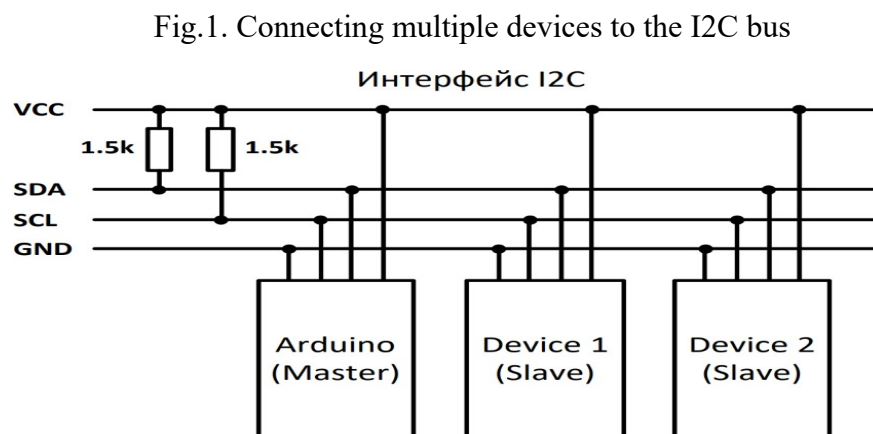 Fig.1. Connecting multiple devices to the I2C bus
Интерфейс I2C
VCC
1.5k 1.5k
SDA
SCL
GND
Arduino
(Master)
Device 1
(Slave)
Device 2
(Slave)